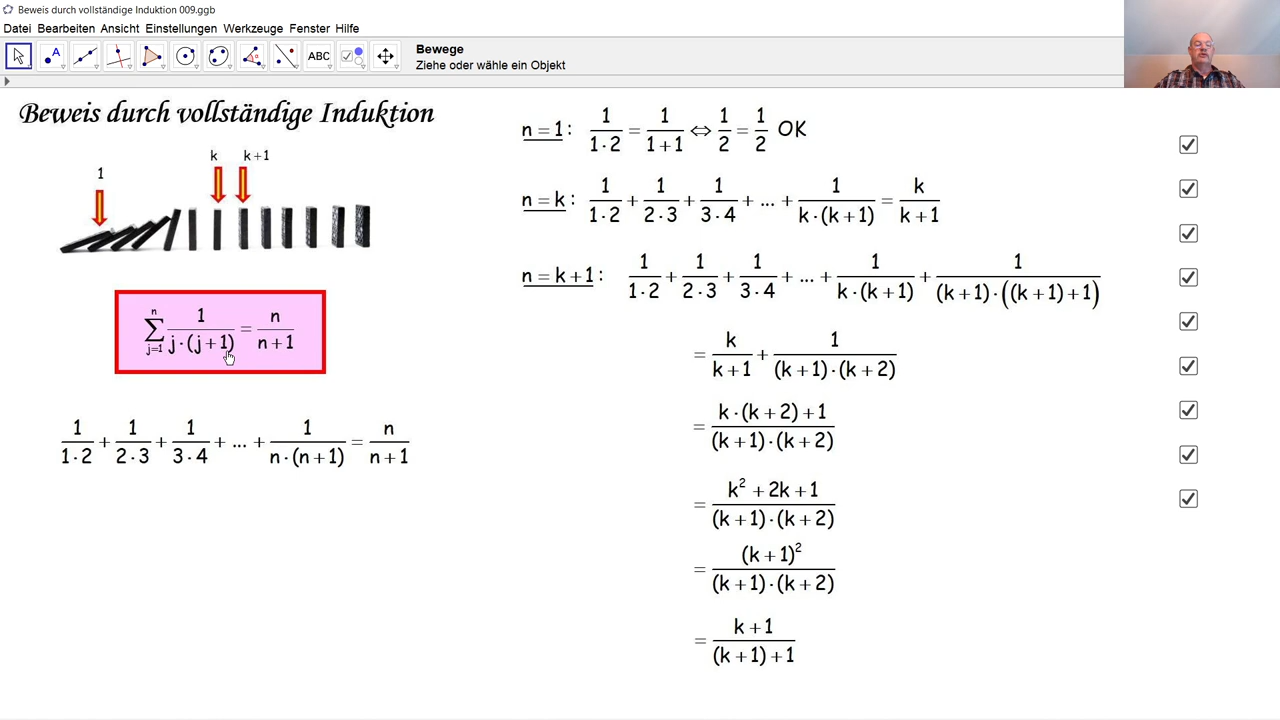 Beweis durch vollständige Induktion 009.ggb
Datei Bearbeiten Ansicht Einstellungen Werkzeuge Fenster Hilfe
A
ABC
Bewege
Ziehe oder wähle ein Objekt
Beweis durch vollständige Induktion
1 k k+1
∑_{j=1}^{n} 1/(j·(j+1)) = n/(n+1)
1/(1·2) + 1/(2·3) + 1/(3·4) + ... + 1/(n·(n+1)) = n/(n+1)
n=1: 1/(1·2) = 1/(1+1) ⇔ 1/2 = 1/2 OK
n=k: 1/(1·2) + 1/(2·3) + 1/(3·4) + ... + 1/(k·(k+1)) = k/(k+1)
n=k+1: 1/(1·2) + 1/(2·3) + 1/(3·4) + ... + 1/(k·(k+1)) + 1/((k+1)·((k+1)+1))
= k/(k+1) + 1/((k+1)·(k+2))
= (k·(k+2)+1)/((k+1)·(k+2))
= (k²+2k+1)/((k+1)·(k+2))
= (k+1)²/((k+1)·(k+2))
= (k+1)/((k+1)+1)